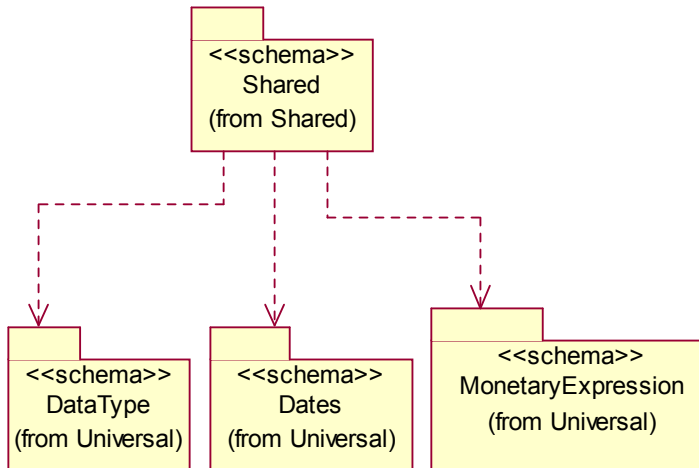 <<schema>>
Shared
(from Shared)
<<schema>>
DataType
(from Universal)
<<schema>>
Dates
(from Universal)
<<schema>>
MonetaryExpression
(from Universal)